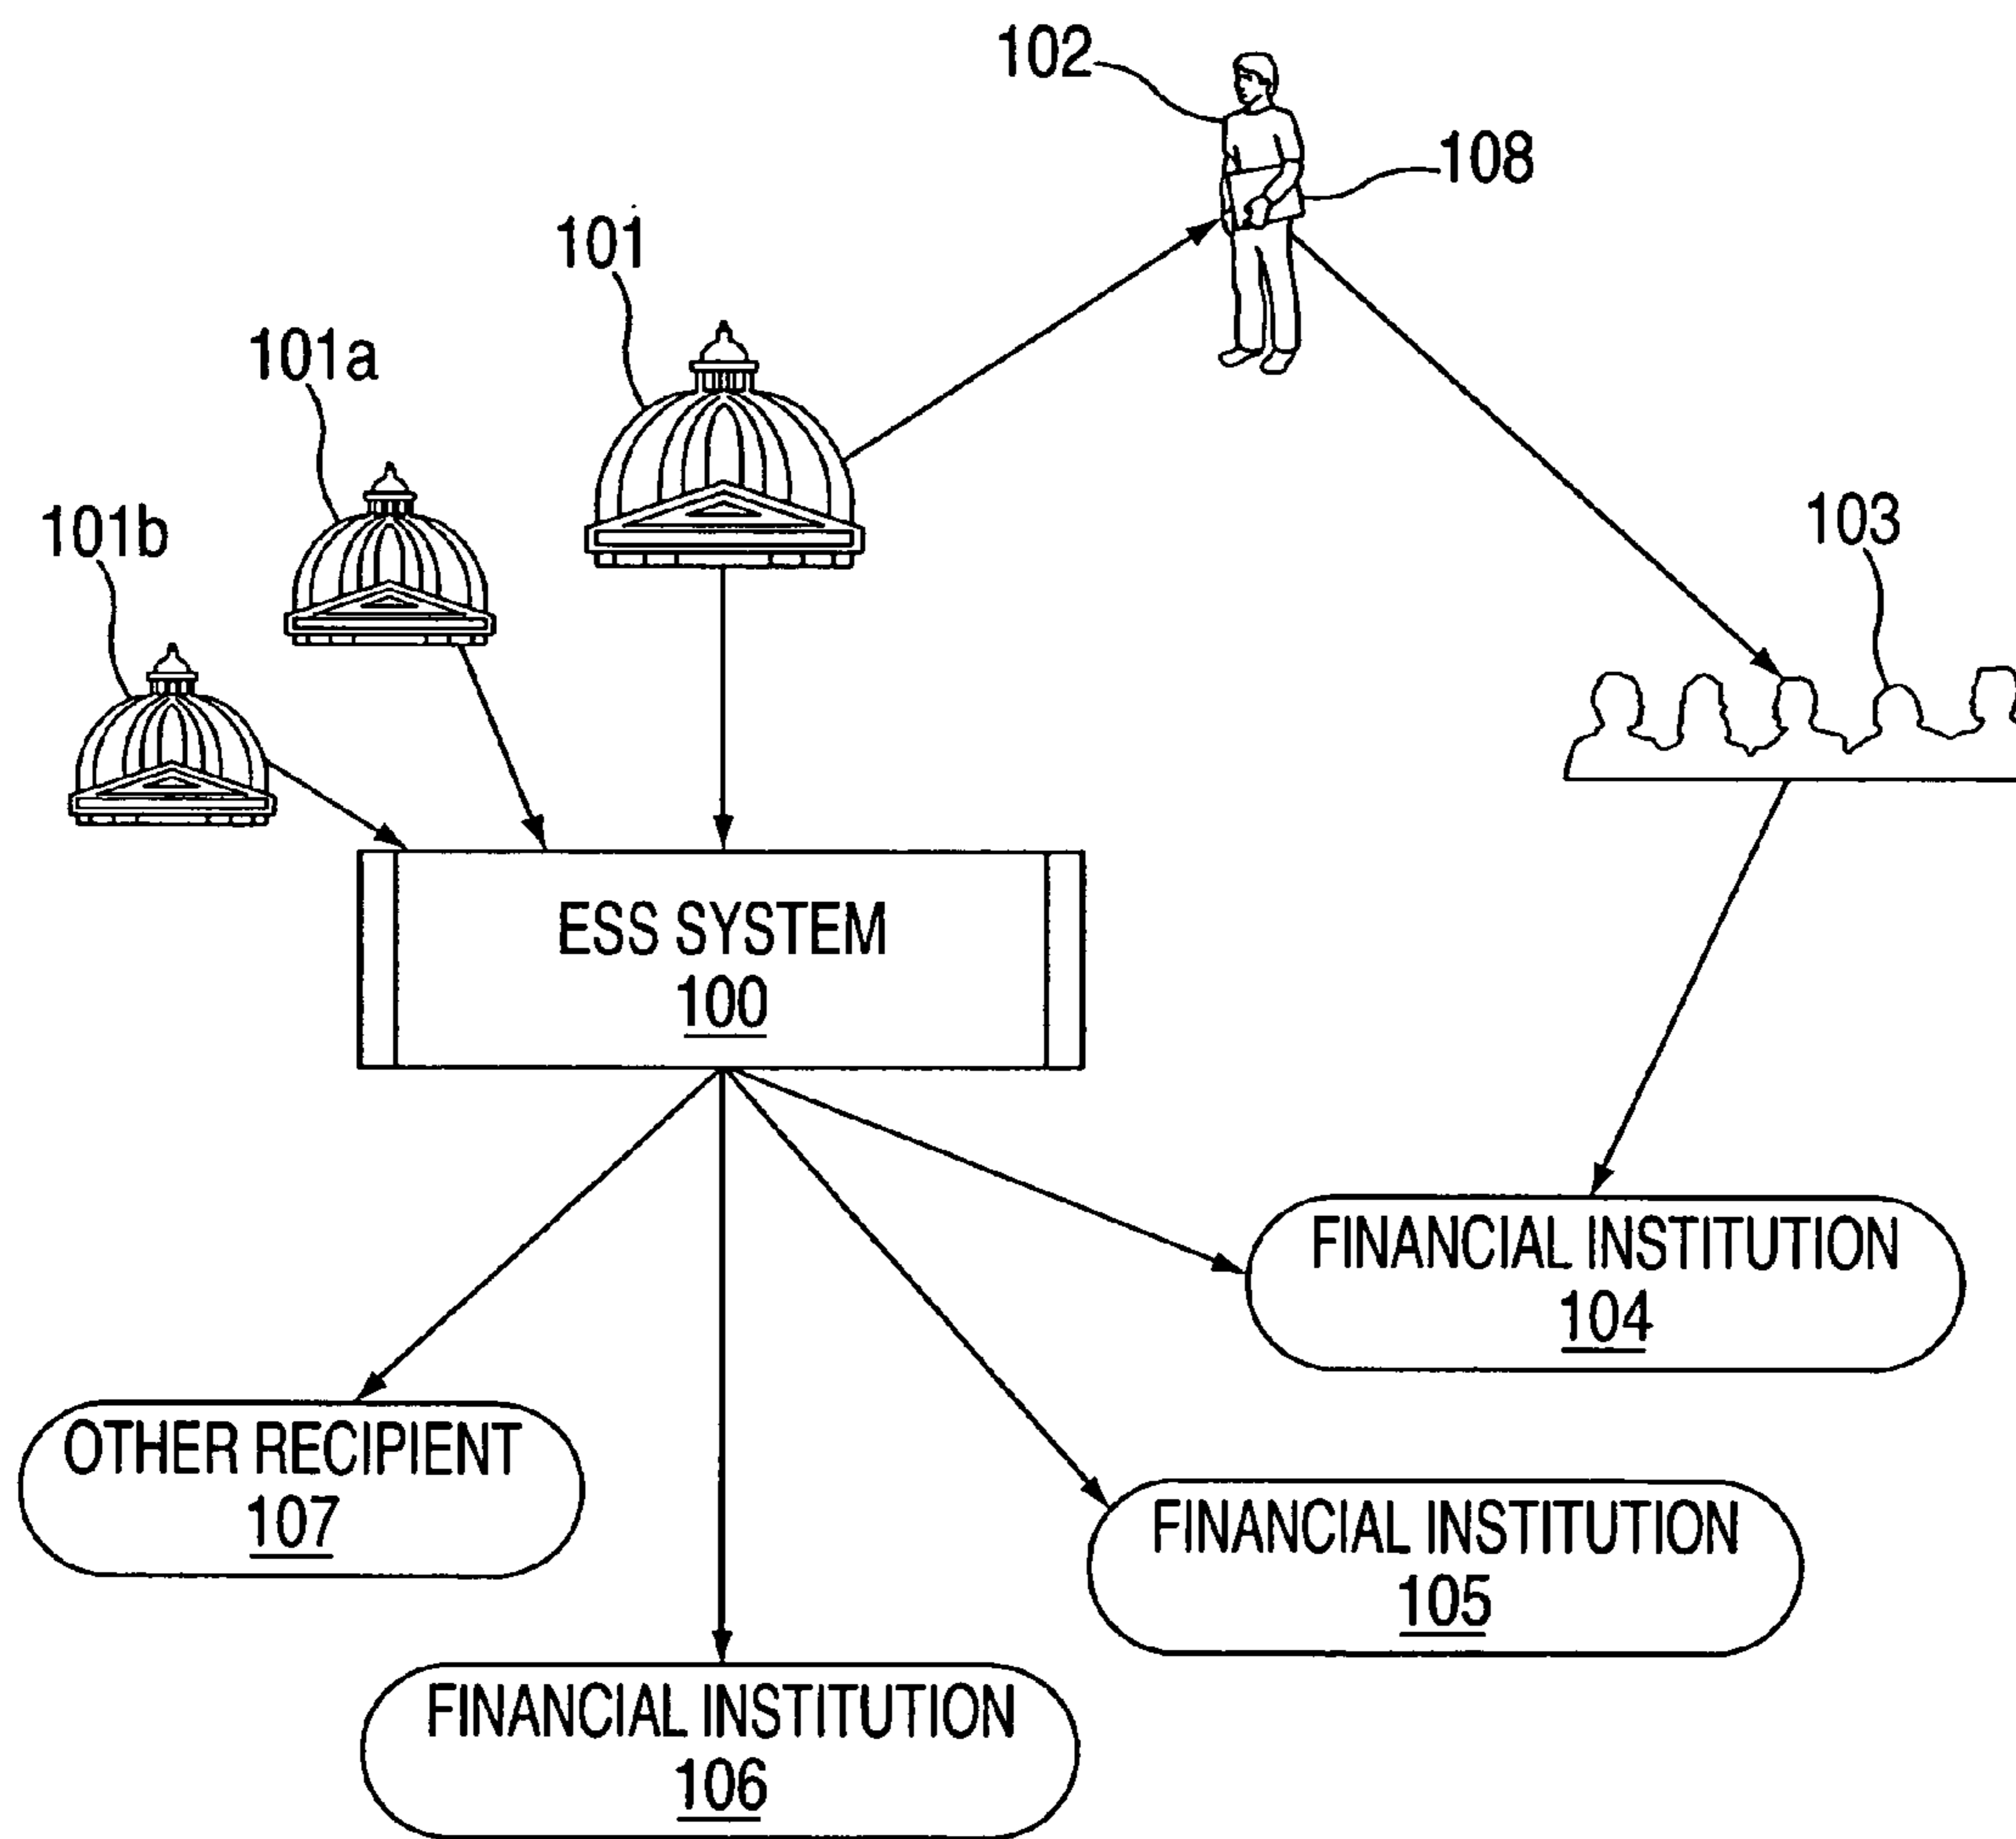 102
108
101
101a
103
101b
ESS SYSTEM
100
FINANCIAL INSTITUTION
104
OTHER RECIPIENT
107
FINANCIAL INSTITUTION
105
FINANCIAL INSTITUTION
106